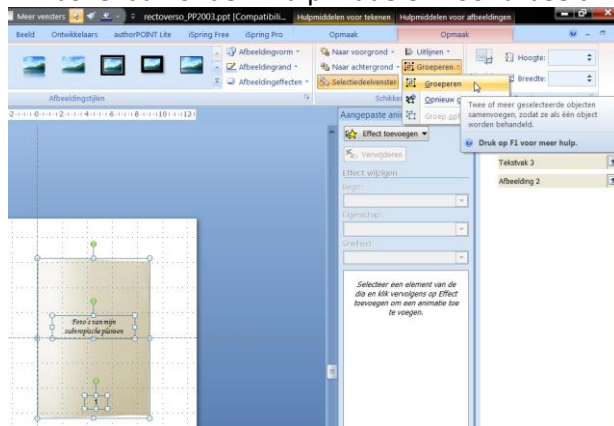 Meer vensters
rectoverso_PP2003.ppt [Compatibili...
Hulpmiddelen voor tekenen
Hulpmiddelen voor afbeeldingen
Beeld
Ontwikkelaars
authorPOINT Lite
iSpring Free
iSpring Pro
Opmaak
Opmaak
Afbeeldingsvorm
Afbeeldingrand
Afbeeldingseffecten
Afbeeldingstijlen
Naar voorgrond
Naar achtergrond
Selectiedeelvenster
Uitlijnen
Groeperen
Hoogte:
Breedte:
Groeperen
Opnieuw g
Groep
Twee of meer geselecteerde objecten
samenvoegen, zodat ze als één object
worden behandeld.
Druk op F1 voor meer hulp.
Schikken
Aangepaste ani
Effect toevoegen
Verwijderen
Effect wijzigen
Begin:
Eigenschap:
Snelheid:
Selecteer een element van de
dia en klik vervolgens op Effect
toevoegen om een animatie toe
te voegen.
Tekstvak 3
Afbeelding 2
Foto's van mijn
subtropische planten
1